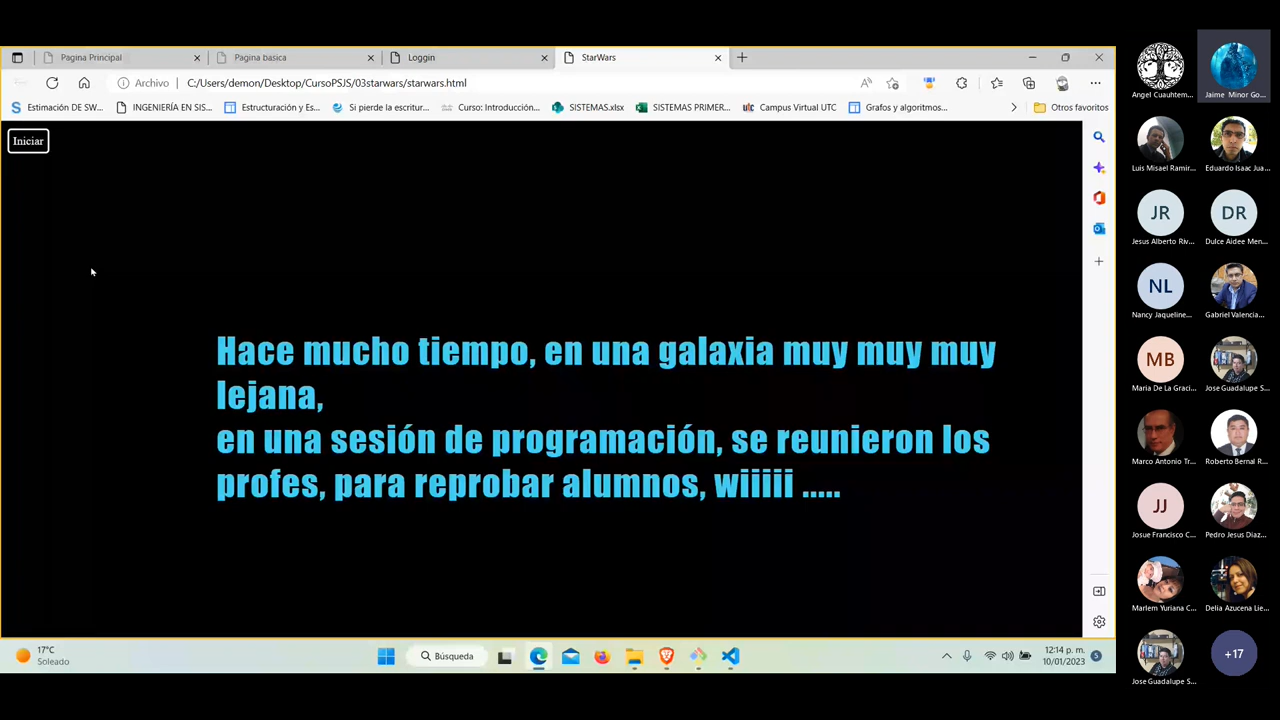 Pagina Principal
Pagina basica
Loggin
StarWars
Archivo
C:/Users/demon/Desktop/CursoPSJS/03starwars/starwars.html
Estimación DE SW...
INGENIERÍA EN SIS...
Estructuración y Es...
Si pierde la escritur...
Curso: Introducción...
SISTEMAS.xlsx
SISTEMAS PRIMER...
Campus Virtual UTC
Grafos y algoritmos...
Otros favoritos
Iniciar
Hace mucho tiempo, en una galaxia muy muy muy
lejana,
en una sesión de programación, se reunieron los
profes, para reprobar alumnos, wiiiii .....
17°C
Soleado
Búsqueda
12:14 p. m.
10/01/2023
5
Angel Cuauhtem...
Jaime Minor Go...
Luis Misael Ramir...
Eduardo Isaac Jua...
JR
Jesus Alberto Riv...
DR
Dulce Aidee Men...
NL
Nancy Jaqueline...
Gabriel Valencia...
MB
Maria De La Graci...
Jose Guadalupe S...
Marco Antonio Tr...
Roberto Bernal R...
JJ
Josue Francisco C...
Pedro Jesus Diaz...
Marlem Yuriana C...
Delia Azucena Lie...
Jose Guadalupe S...
+17